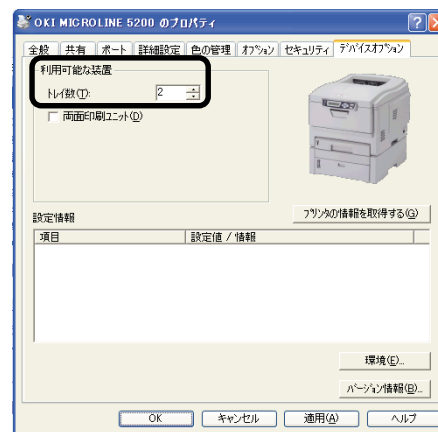 OKI MICROLINE 5200 のプロパティ
全般 共有 ポート 詳細設定 色の管理 オプション セキュリティ デバイスオプション
利用可能な装置
トレイ数(T): 2
両面印刷ユニット(D)
プリンタの情報を取得する(G)
設定情報
項目 設定値 / 情報
環境(E)...
バージョン情報(B)...
OK キャンセル 適用(A) ヘルプ